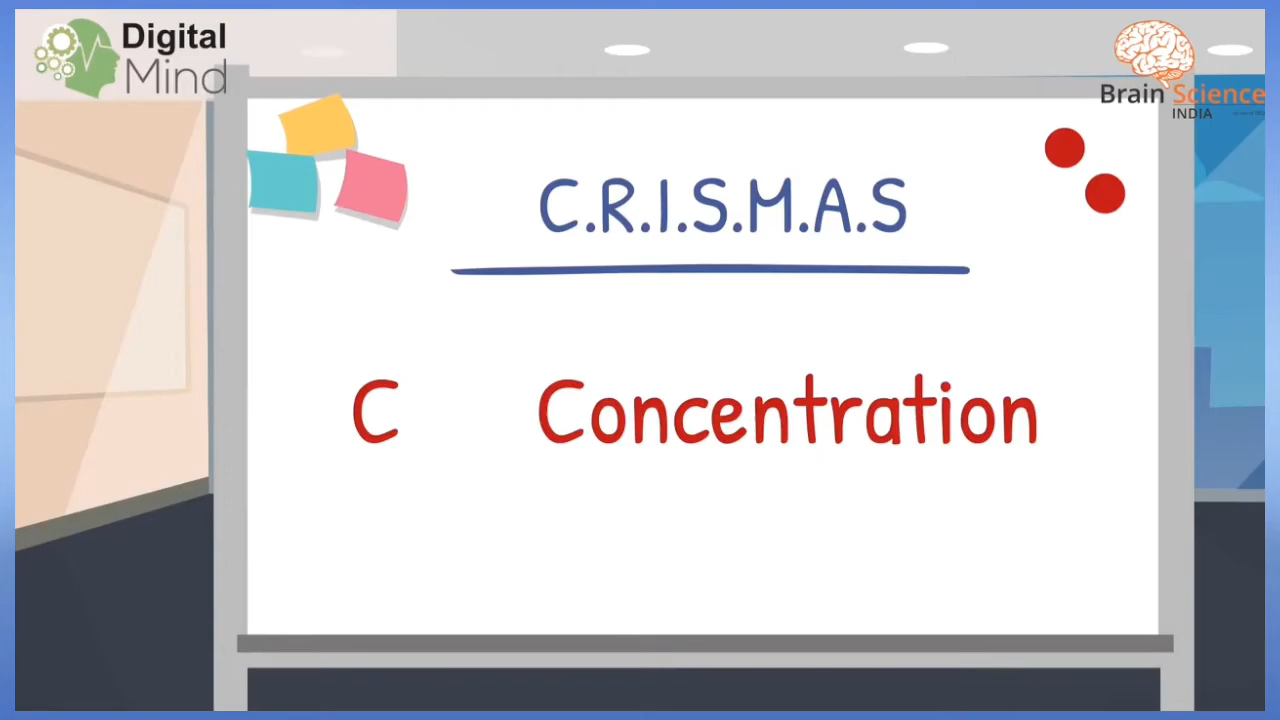 Digital
Mind
Brain Science
INDIA
C.R.I.S.M.A.S
C Concentration